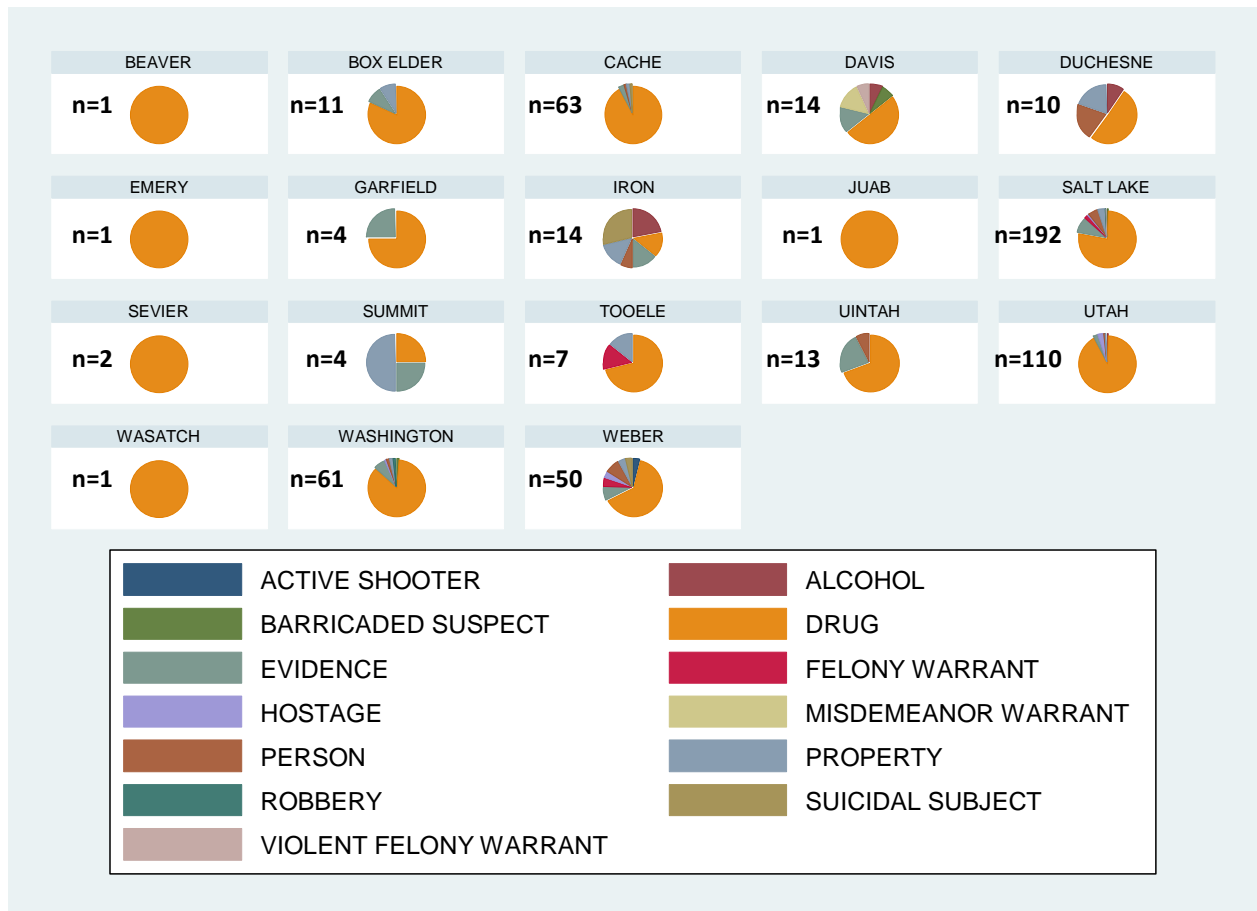 BEAVER
n=1
BOX ELDER
n=11
CACHE
n=63
DAVIS
n=14
DUCHESNE
n=10
EMERY
n=1
GARFIELD
n=4
IRON
n=14
JUAB
n=1
SALT LAKE
n=192
SEVIER
n=2
SUMMIT
n=4
TOOELE
n=7
UINTAH
n=13
UTAH
n=110
WASATCH
n=1
WASHINGTON
n=61
WEBER
n=50
ACTIVE SHOOTER
ALCOHOL
BARRICADED SUSPECT
DRUG
EVIDENCE
FELONY WARRANT
HOSTAGE
MISDEMEANOR WARRANT
PERSON
PROPERTY
ROBBERY
SUICIDAL SUBJECT
VIOLENT FELONY WARRANT